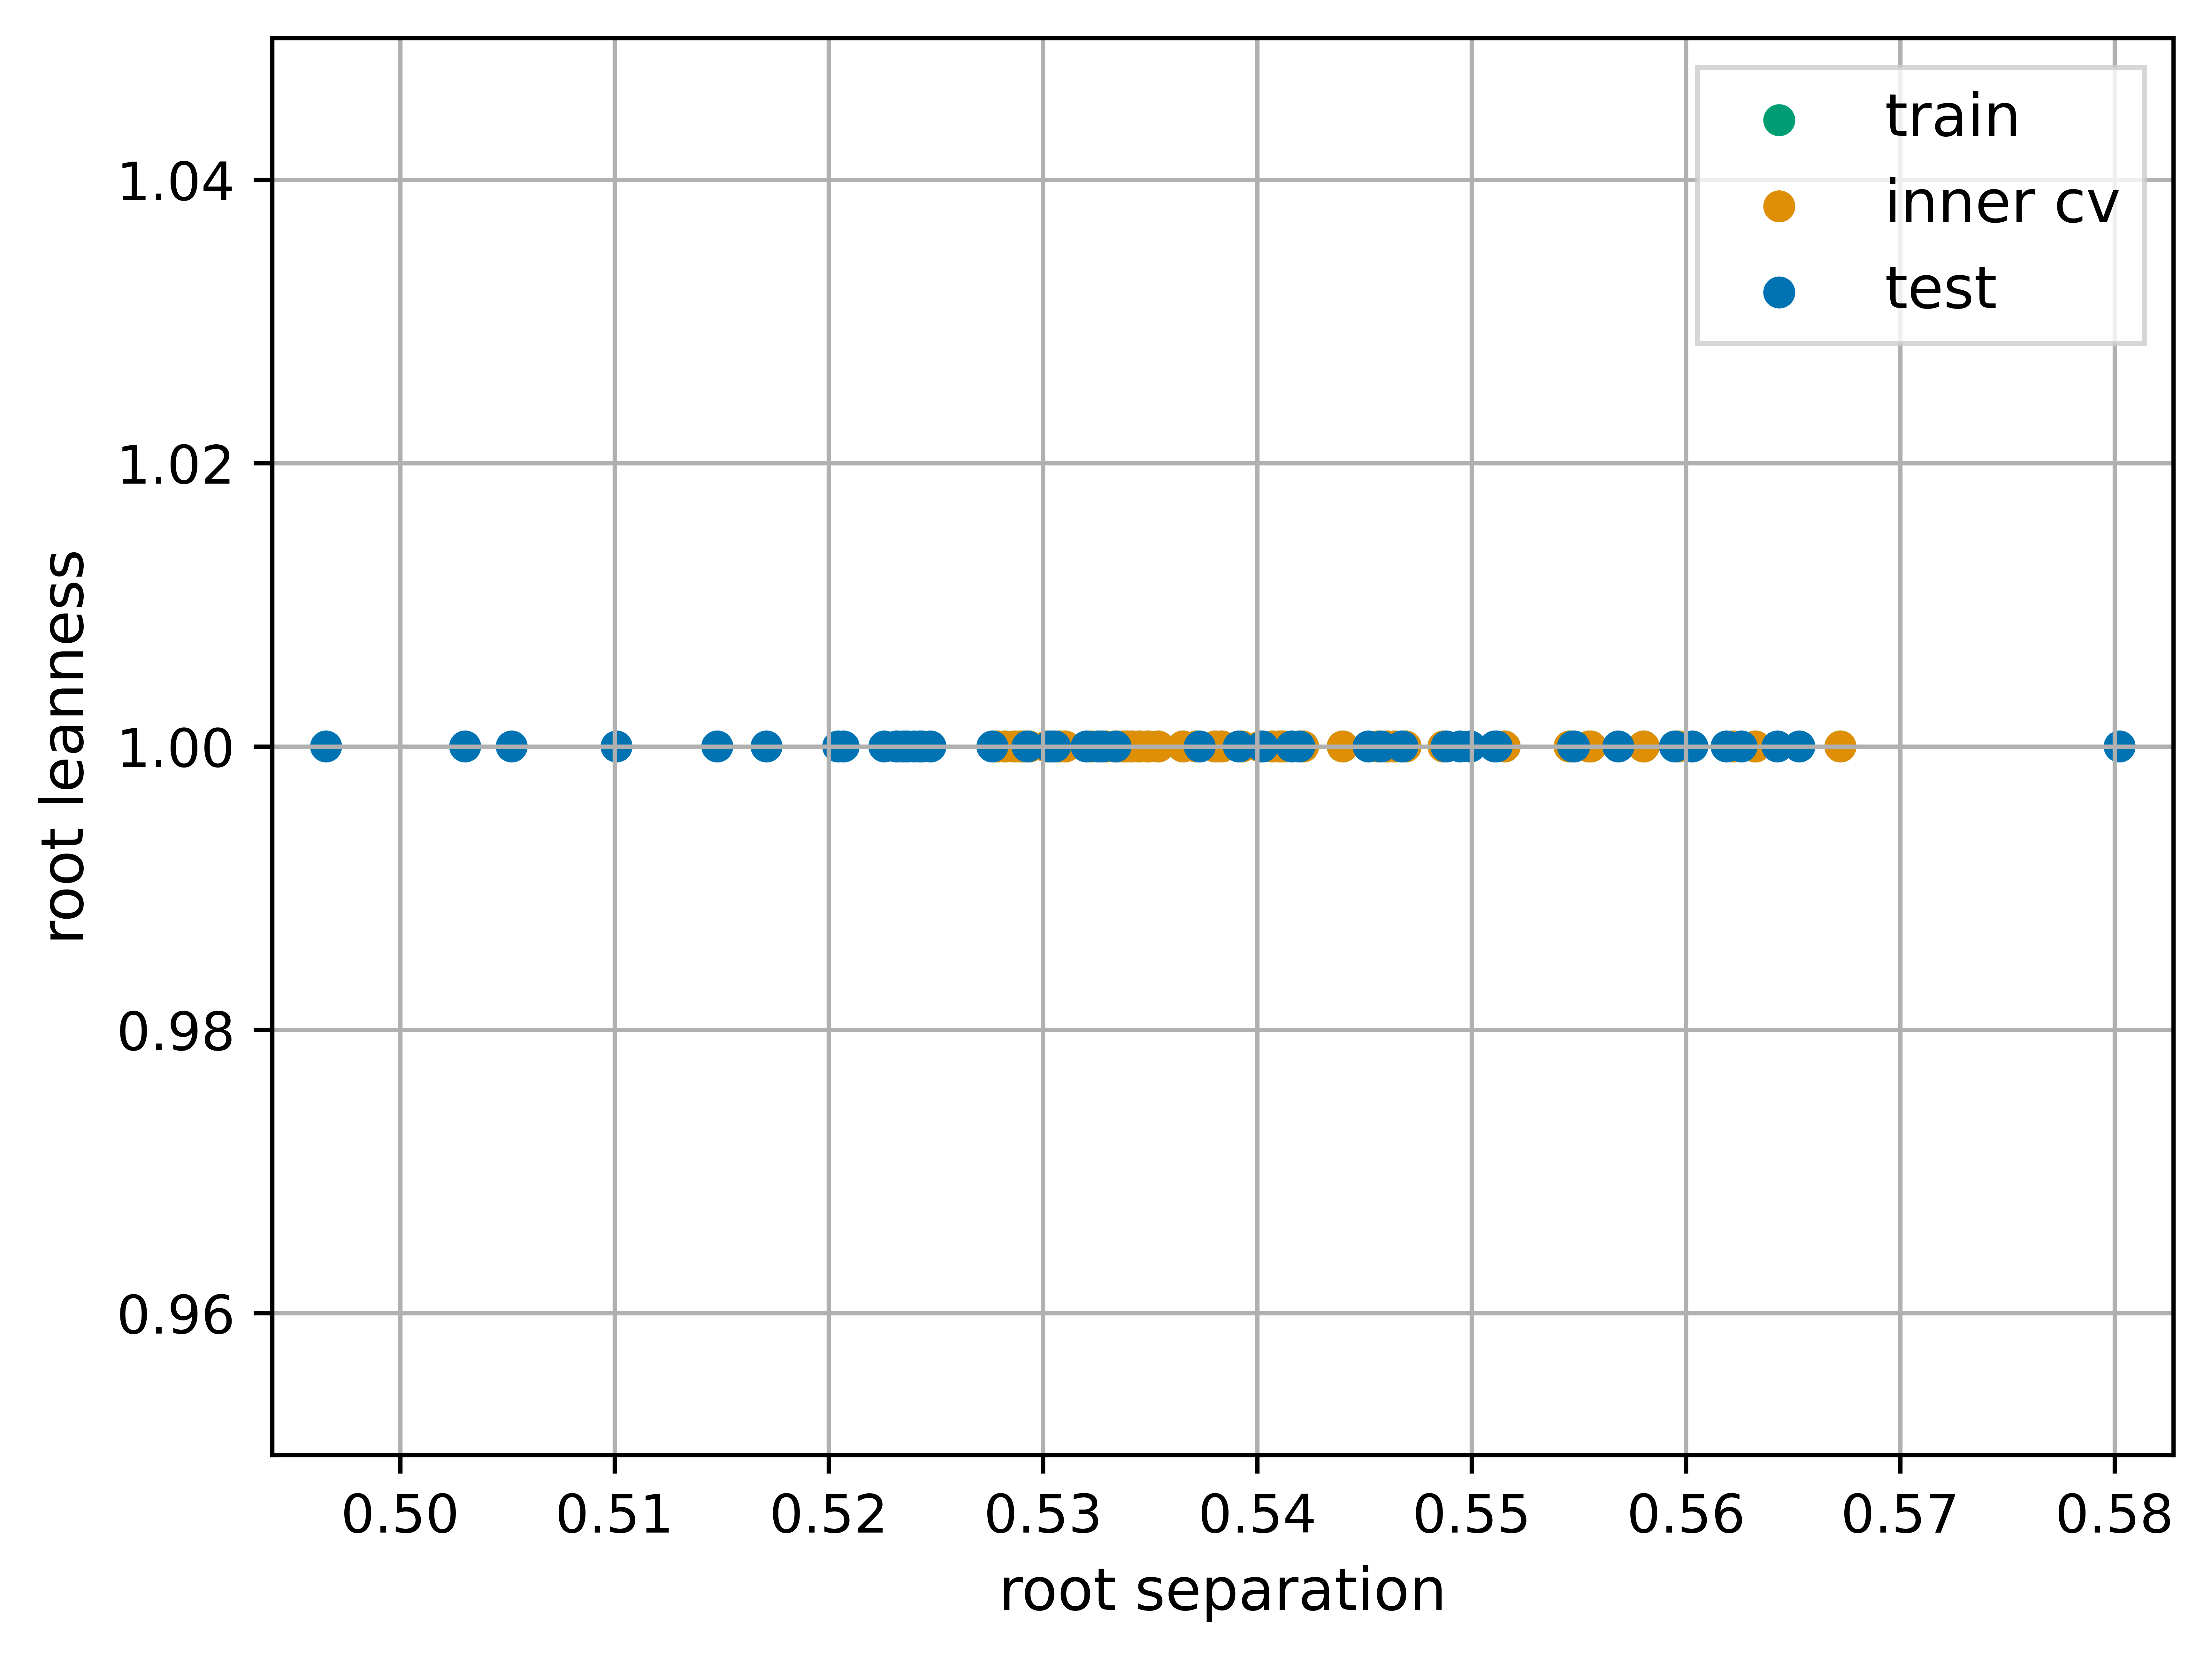 train
inner cv
test
1.04
1.02
1.00
0.98
0.96
root leanness
0.50 0.51 0.52 0.53 0.54 0.55 0.56 0.57 0.58
root separation